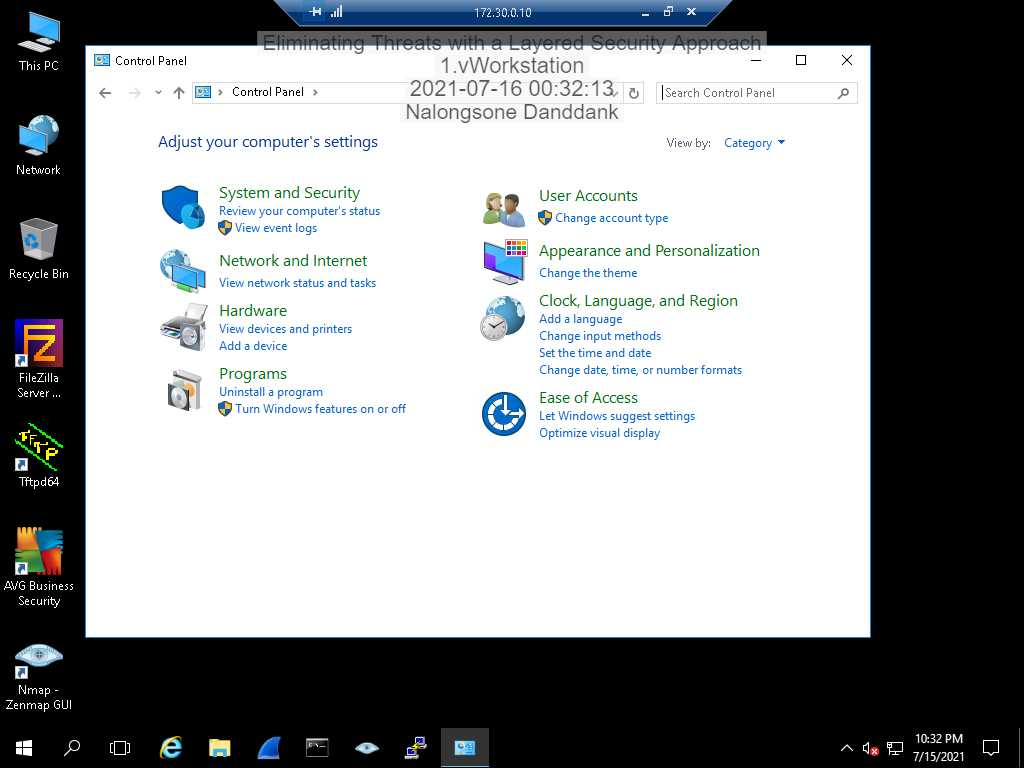 172.30.0.10
Eliminating Threats with a Layered Security Approach
1.vWorkstation
2021-07-16 00:32:13
Nalongsone Danddank
This PC
Network
Recycle Bin
FileZilla
Server ...
Tftpd64
AVG Business
Security
Nmap -
Zenmap GUI
Control Panel
Control Panel
Search Control Panel
Adjust your computer's settings
View by: Category
System and Security
Review your computer's status
View event logs
Network and Internet
View network status and tasks
Hardware
View devices and printers
Add a device
Programs
Uninstall a program
Turn Windows features on or off
User Accounts
Change account type
Appearance and Personalization
Change the theme
Clock, Language, and Region
Add a language
Change input methods
Set the time and date
Change date, time, or number formats
Ease of Access
Let Windows suggest settings
Optimize visual display
10:32 PM
7/15/2021